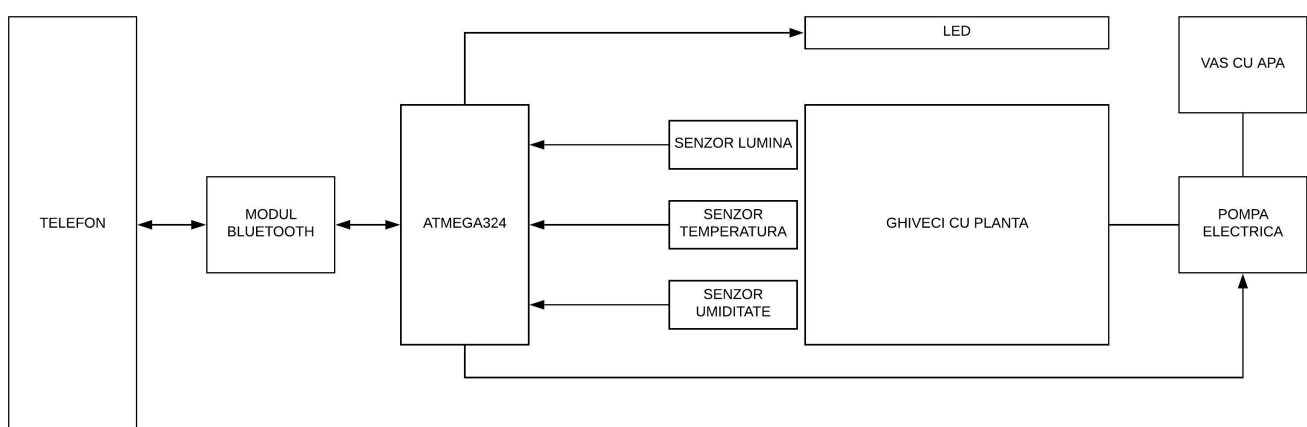 LED
VAS CU APA
SENZOR LUMINA
TELEFON
MODUL
BLUETOOTH
ATMEGA324
SENZOR
TEMPERATURA
GHIVECI CU PLANTA
POMPA
ELECTRICA
SENZOR
UMIDITATE